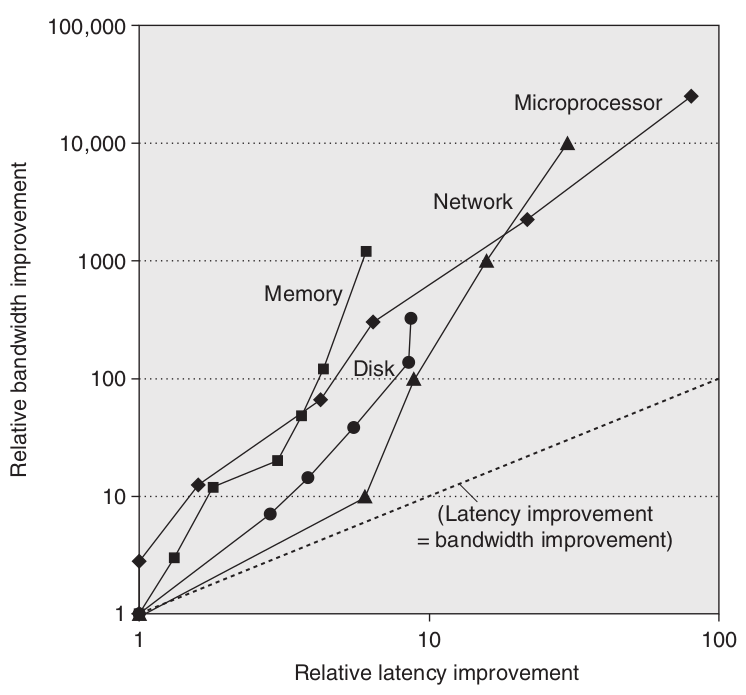 100,000
Microprocessor
10,000
Network
1000
Memory
Disk
100
10
(Latency improvement
= bandwidth improvement)
1
1
10
100
Relative bandwidth improvement
Relative latency improvement